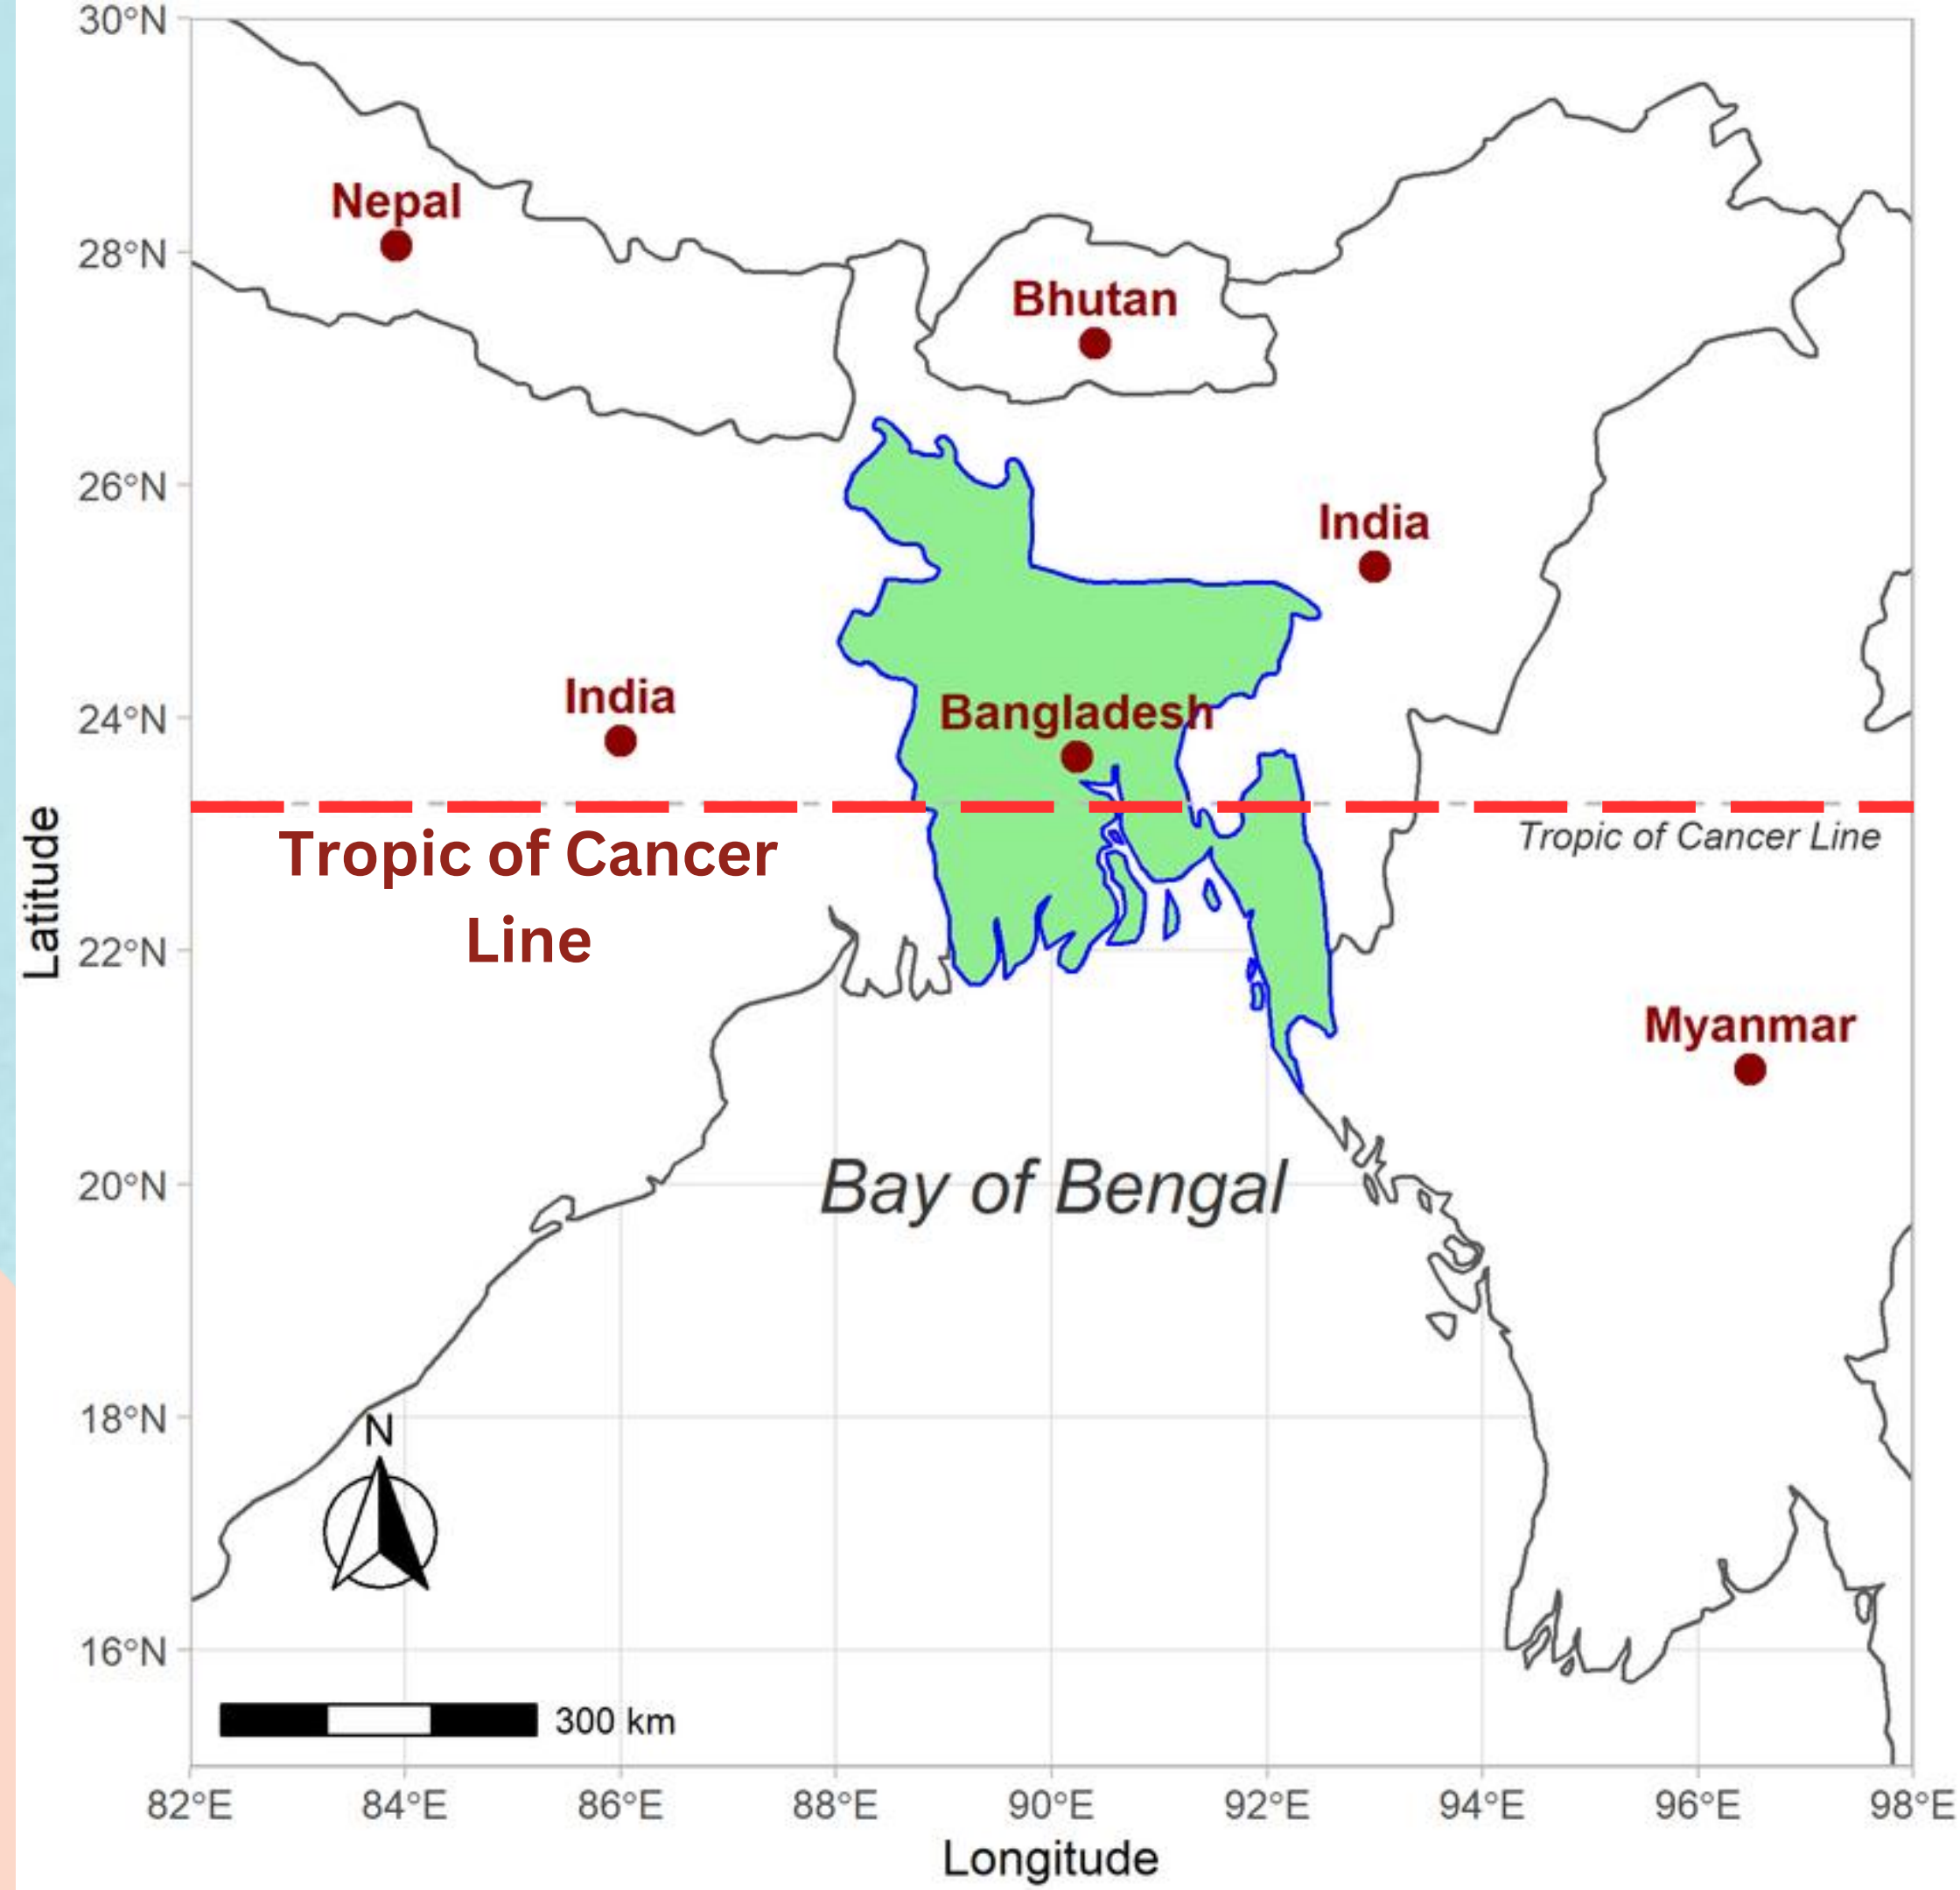 30°N
Nepal
28°N
Bhutan
26°N
India
India
24°N
Bangladesh
Tropic of Cancer
Line
Tropic of Cancer Line
Latitude
22°N
Myanmar
20°N
Bay of Bengal
18°N
N
16°N
300 km
82°E
84°E
86°E
88°E
90°E
92°E
94°E
96°E
98°E
Longitude